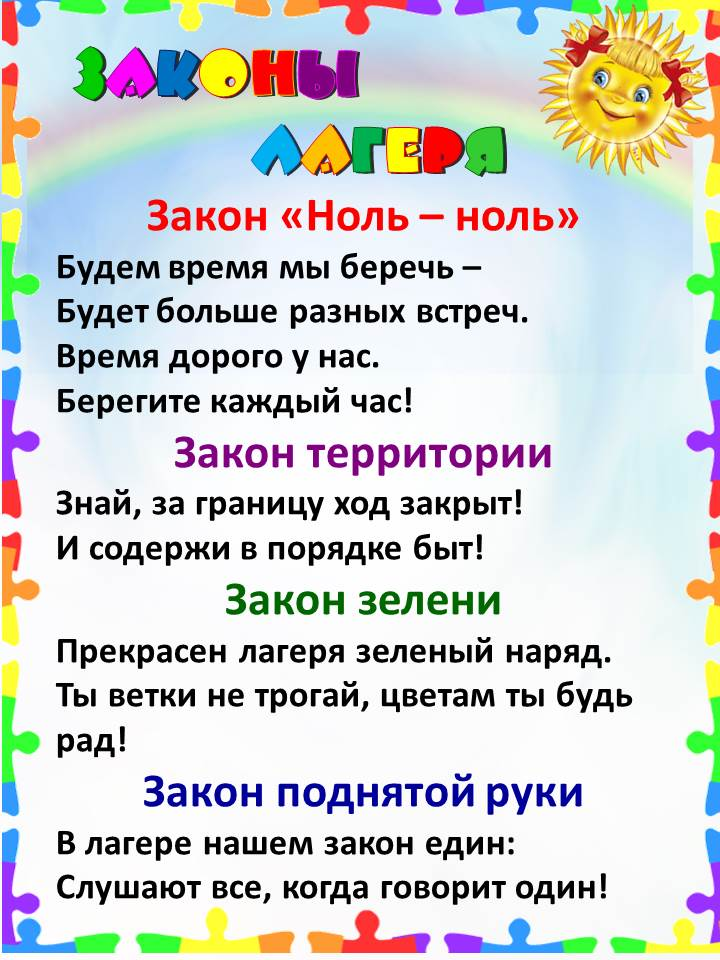 ЗАКОНЫ
ЛАГЕРЯ
Закон «Ноль – ноль»
Будем время мы беречь –
Будет больше разных встреч.
Время дорого у нас.
Берегите каждый час!
Закон территории
Знай, за границу ход закрыт!
И содержи в порядке быт!
Закон зелени
Прекрасен лагеря зеленый наряд.
Ты ветки не трогай, цветам ты будь
рад!
Закон поднятой руки
В лагере нашем закон един:
Слушают все, когда говорит один!